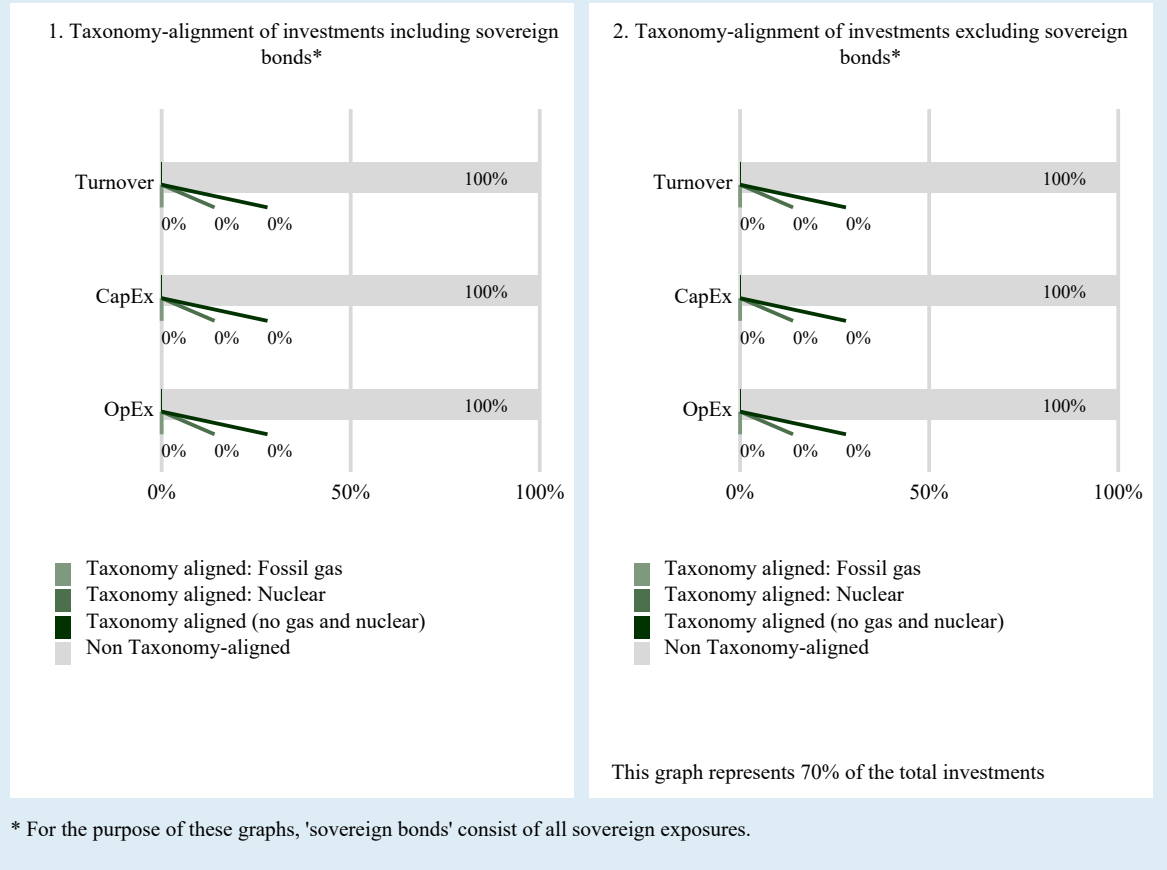 1. Taxonomy-alignment of investments including sovereign
bonds*
Turnover
100%
0% 0% 0%
CapEx
100%
0% 0% 0%
OpEx
100%
0% 0% 0%
0% 50% 100%
Taxonomy aligned: Fossil gas
Taxonomy aligned: Nuclear
Taxonomy aligned (no gas and nuclear)
Non Taxonomy-aligned
2. Taxonomy-alignment of investments excluding sovereign
bonds*
Turnover
100%
0% 0% 0%
CapEx
100%
0% 0% 0%
OpEx
100%
0% 0% 0%
0% 50% 100%
Taxonomy aligned: Fossil gas
Taxonomy aligned: Nuclear
Taxonomy aligned (no gas and nuclear)
Non Taxonomy-aligned
This graph represents 70% of the total investments
* For the purpose of these graphs, 'sovereign bonds' consist of all sovereign exposures.